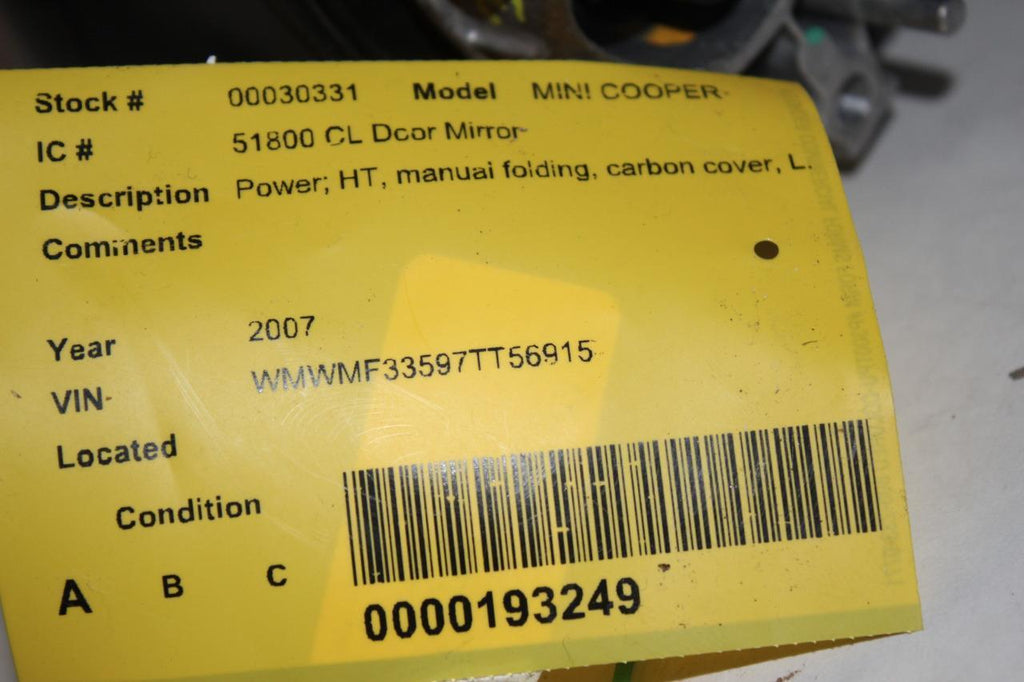 Stock # 00030331 Model MINI COOPER
IC # 51800 CL Door Mirror
Description Power; HT, manual folding, carbon cover, L.
Comments
Year 2007
VIN WMWMF33597TT56915
Located
Condition
A B C
0000193249